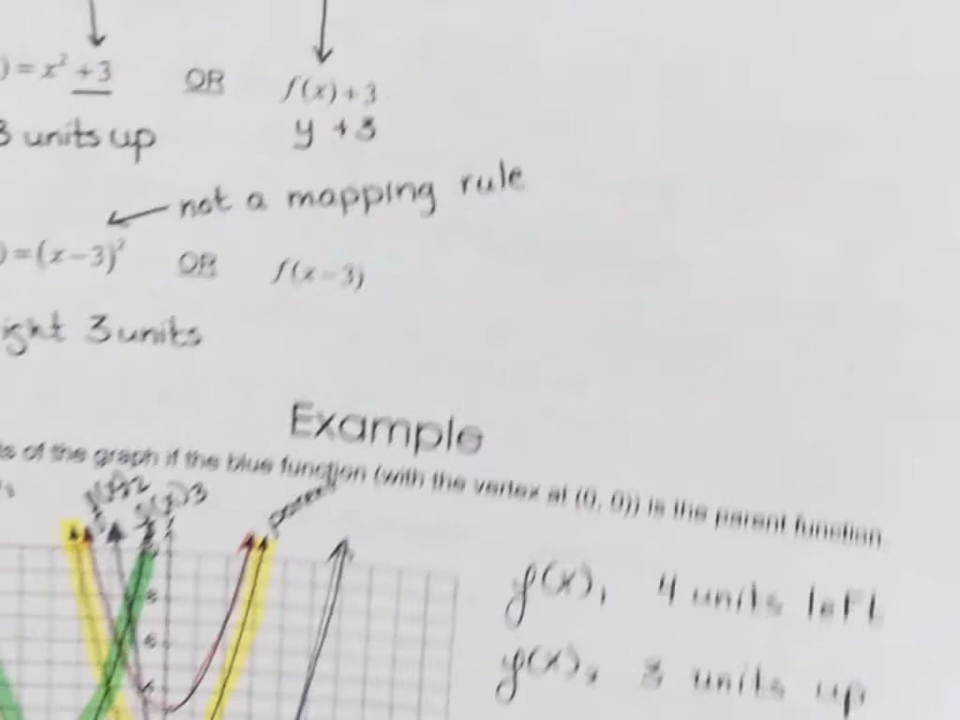 ) = x² + 3 OR f(x) + 3
3 units up y + 3
not a mapping rule
) = (x - 3)² OR f(x - 3)
ight 3 units
Example
s of the graph if the blue function (with the vertex at (0, 0)) is the parent function.
4 units left
3 units up